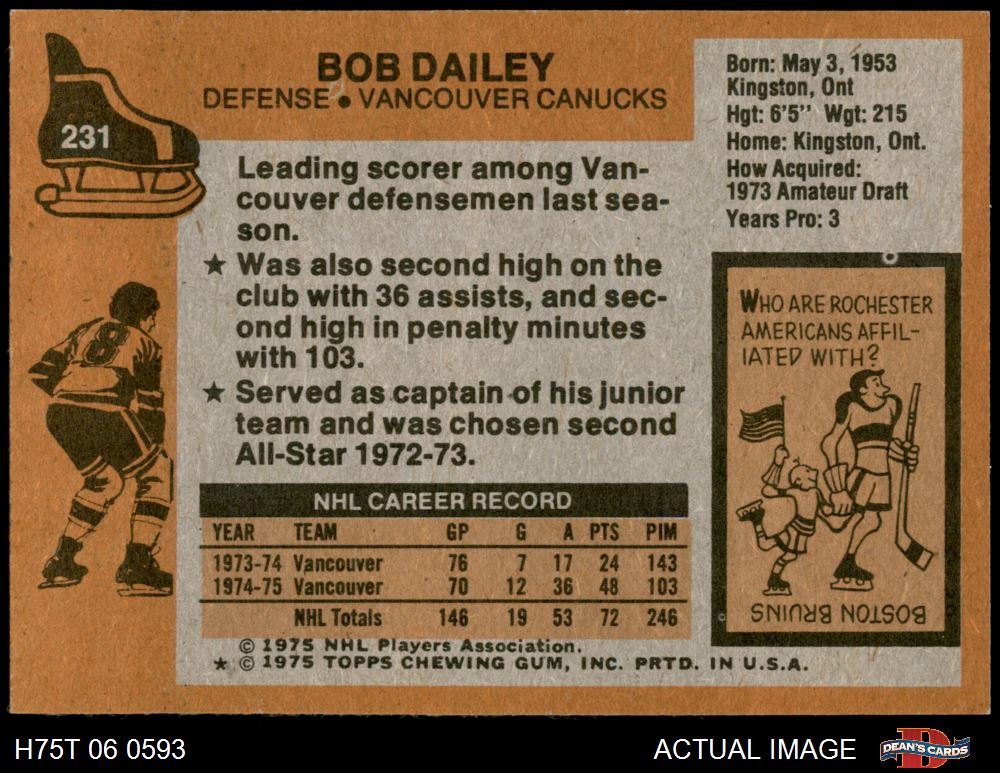 BOB DAILEY
DEFENSE ● VANCOUVER CANUCKS
231
Born: May 3, 1953
Kingston, Ont
Hgt: 6'5" Wgt: 215
Home: Kingston, Ont.
How Acquired:
1973 Amateur Draft
Years Pro: 3
Leading scorer among Van-
couver defensemen last sea-
son.
★ Was also second high on the
club with 36 assists, and sec-
ond high in penalty minutes
with 103.
★ Served as captain of his junior
team and was chosen second
All-Star 1972-73.
8
WHO ARE ROCHESTER
AMERICANS AFFIL-
IATED WITH?
BOSTON BRUINS
NHL CAREER RECORD
YEAR TEAM GP G A PTS PIM
1973-74 Vancouver 76 7 17 24 143
1974-75 Vancouver 70 12 36 48 103
NHL Totals 146 19 53 72 246
© 1975 NHL Players Association.
★ © 1975 TOPPS CHEWING GUM, INC. PRTD. IN U.S.A.
H75T 06 0593
ACTUAL IMAGE
D
DEAN'S CARDS